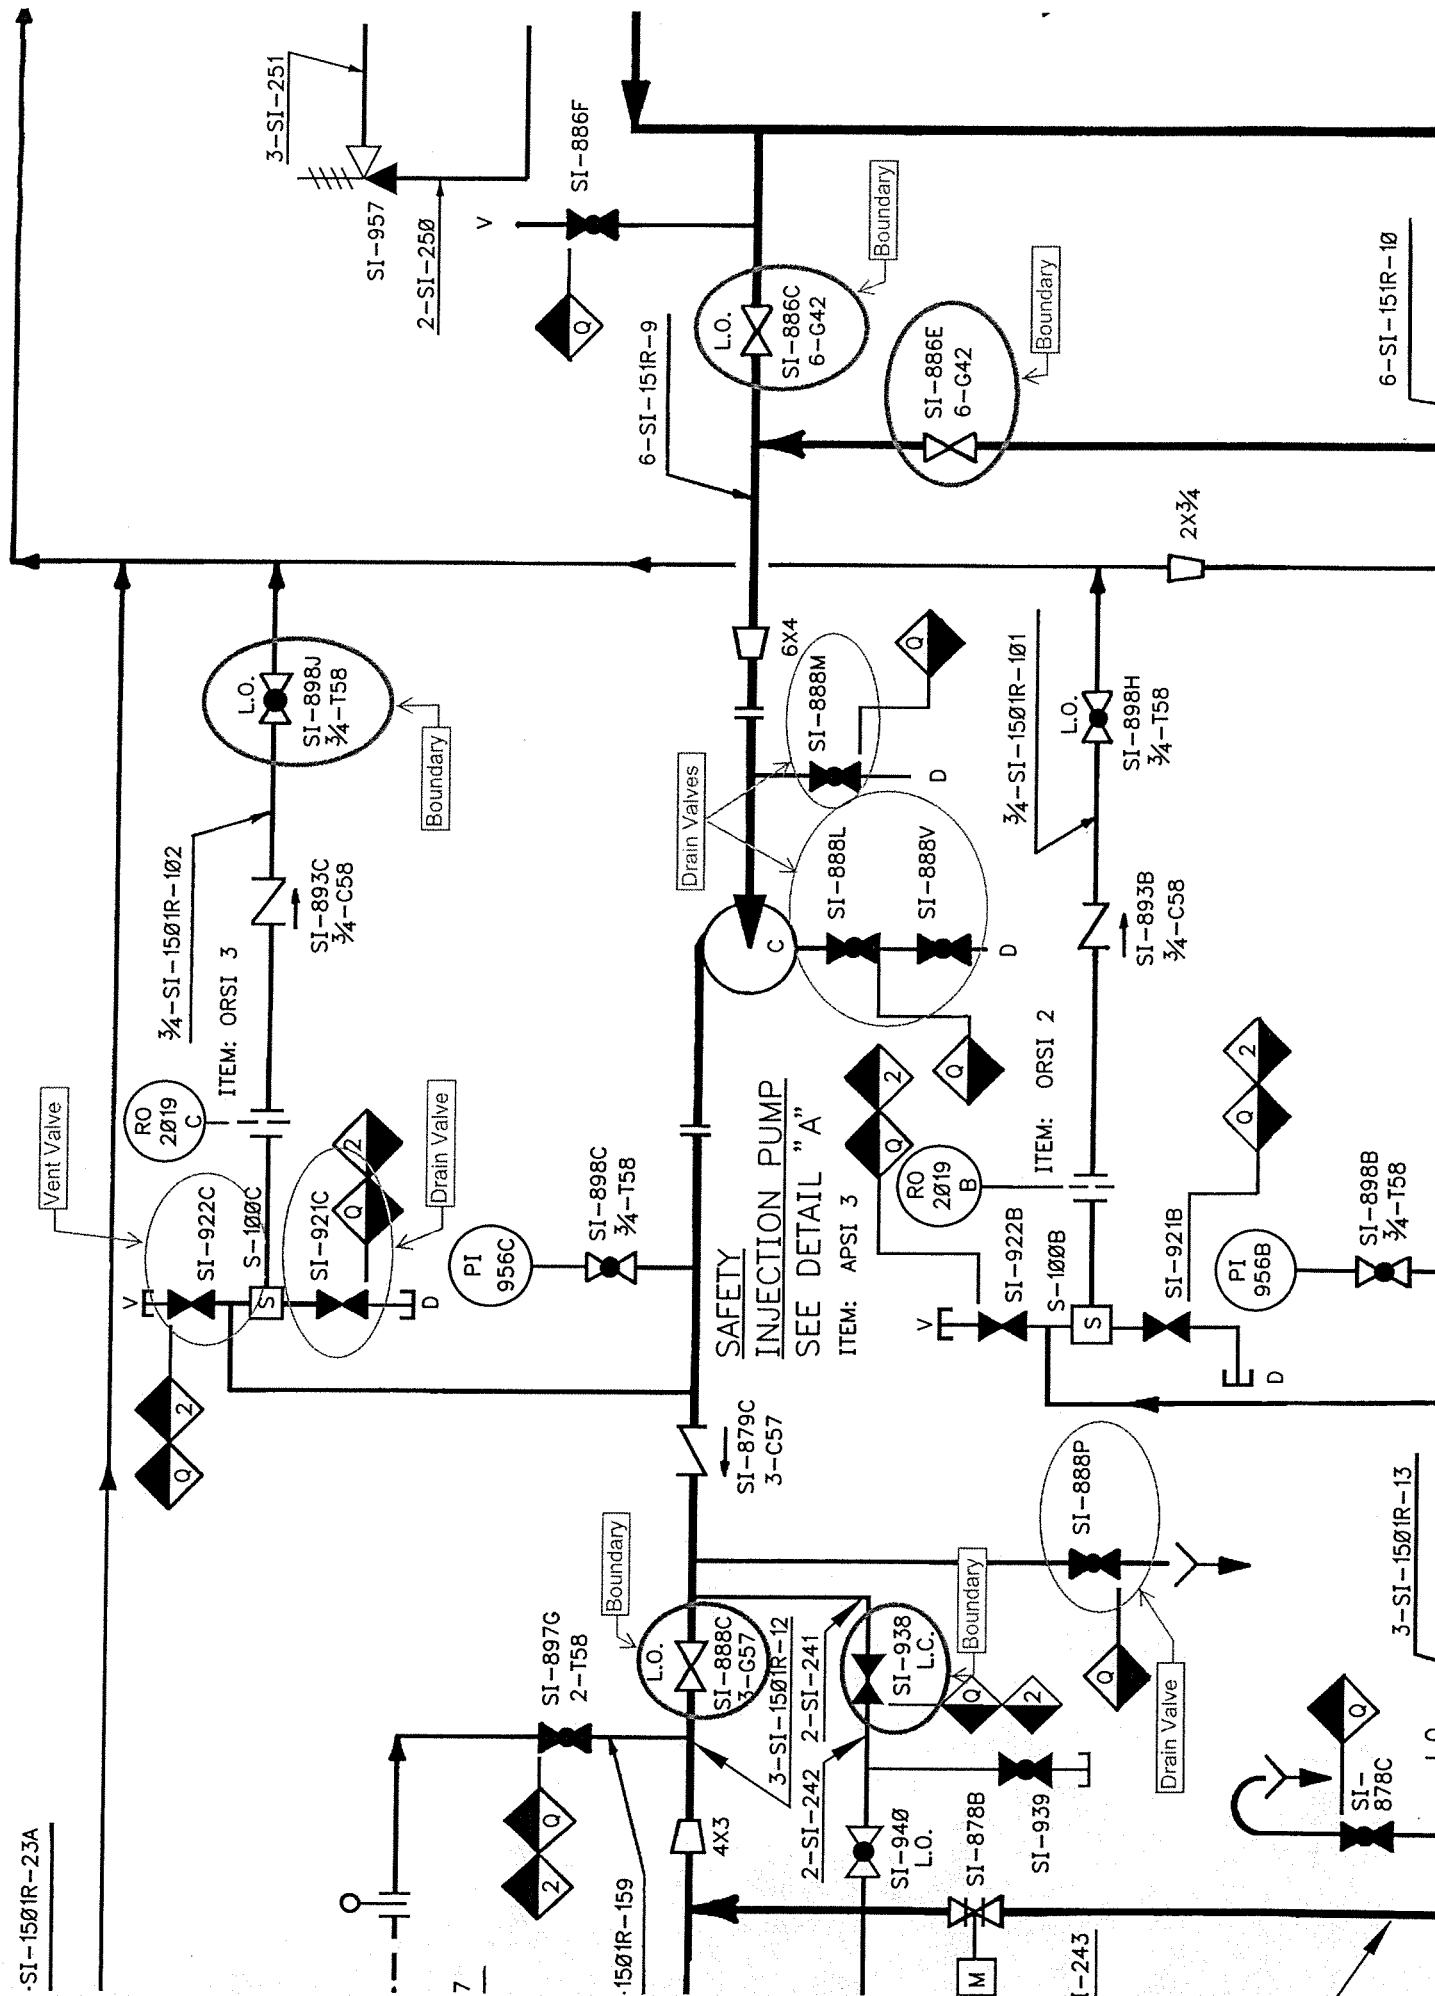 3-SI-251
SI-957
2-SI-250
V
SI-886F
Q
Boundary
L.O.
SI-886C
6-G42
6-SI-151R-9
SI-886E
6-G42
Boundary
6-SI-151R-10
2X3/4
6X4
L.O.
SI-898J
3/4-T58
Boundary
3/4-SI-1501R-102
SI-893C
3/4-C58
ITEM: ORSI 3
RO
2019
C
Vent Valve
V
SI-922C
S-100C
S
SI-921C
D
Q
2
Drain Valve
Q
2
Drain Valves
SI-888M
Q
D
C
SI-888L
SI-888V
D
Q
3/4-SI-1501R-101
L.O.
SI-898H
3/4-T58
SI-893B
3/4-C58
ITEM: ORSI 2
RO
2019
B
Q
2
V
SI-922B
S-100B
S
SI-921B
D
Q
2
PI
956C
SI-898C
3/4-T58
SAFETY
INJECTION PUMP
SEE DETAIL "A"
ITEM: APSI 3
PI
956B
SI-898B
3/4-T58
SI-879C
3-C57
SI-888P
Q
Drain Valve
Boundary
L.O.
SI-888C
3-G57
3-SI-1501R-12
2-SI-241
SI-938
L.C.
Boundary
Q
2
2-SI-242
SI-940
L.O.
SI-939
SI-878B
M
SI-897G
2-T58
Q
2
4X3
-1501R-159
-SI-1501R-23A
7
I-243
3-SI-1501R-13
Q
SI-
878C